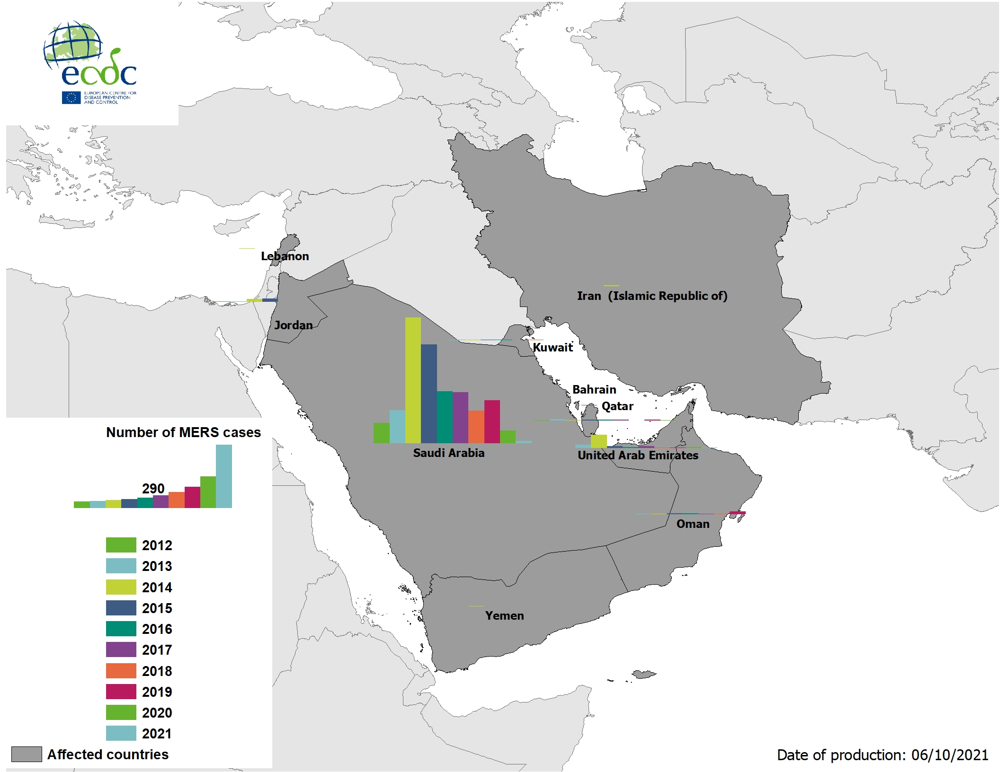 ecdc
EUROPEAN CENTRE FOR
DISEASE PREVENTION
AND CONTROL
Lebanon
Iran (Islamic Republic of)
Jordan
Kuwait
Bahrain
Qatar
Saudi Arabia
United Arab Emirates
Oman
Yemen
Number of MERS cases
290
2012
2013
2014
2015
2016
2017
2018
2019
2020
2021
Affected countries
Date of production: 06/10/2021